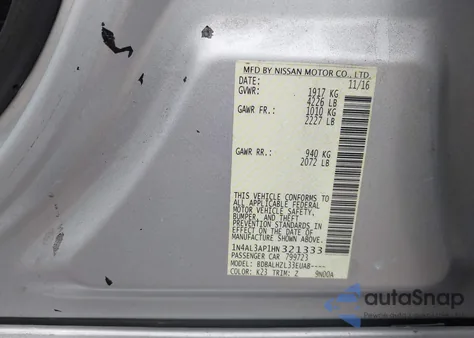 MFD BY NISSAN MOTOR CO., LTD.
DATE: 11/16
GVWR: 1917 KG
4226 LB
GAWR FR.: 1010 KG
2227 LB
GAWR RR.: 940 KG
2072 LB
THIS VEHICLE CONFORMS TO
ALL APPLICABLE FEDERAL
MOTOR VEHICLE SAFETY,
BUMPER, AND THEFT
PREVENTION STANDARDS
IN EFFECT ON THE DATE OF
MANUFACTURE SHOWN ABOVE.
1N4AL3AP1HN321333
PASSENGER CAR 799723
MODEL: BDBALHZL33EUAB----
COLOR: K23 TRIM: Z 9N00A
autoSnap